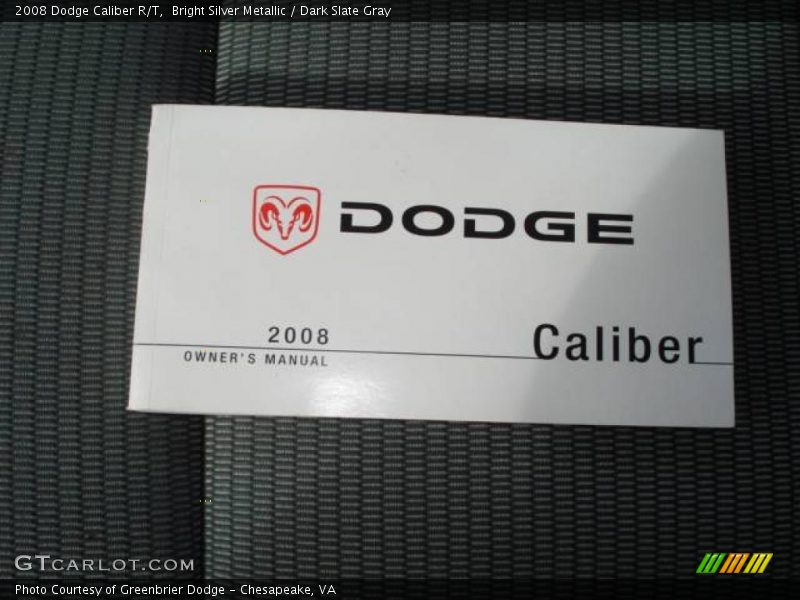 2008 Dodge Caliber R/T,  Bright Silver Metallic / Dark Slate Gray
DODGE
2008
OWNER'S MANUAL
Caliber
GTCARLOT.COM
Photo Courtesy of Greenbrier Dodge – Chesapeake, VA